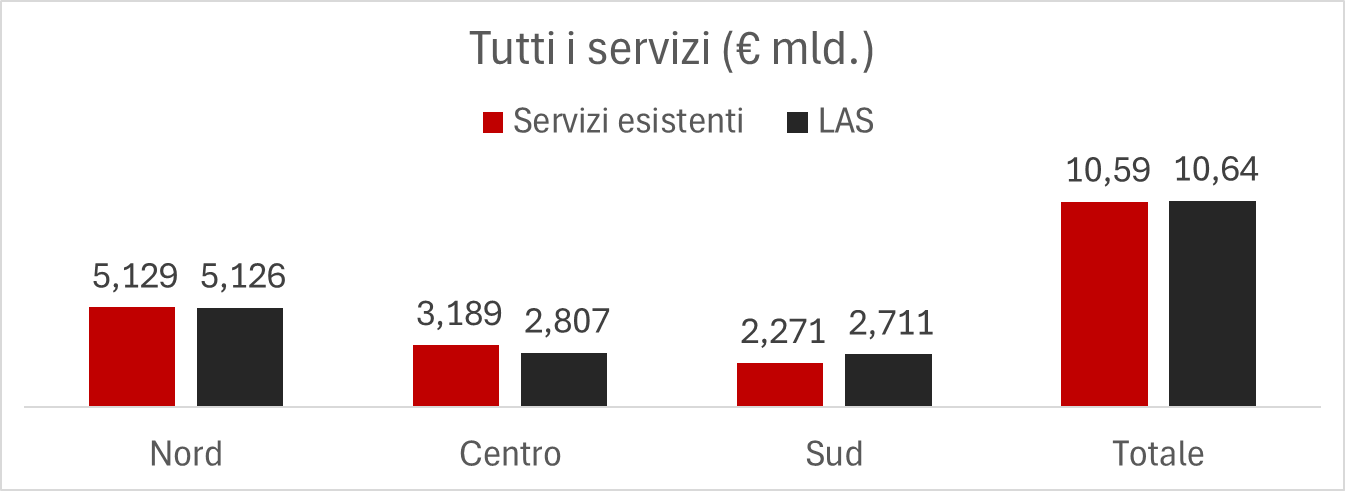 Tutti i servizi (€ mld.)
Servizi esistenti LAS
10,59 10,64
5,129 5,126
3,189 2,807
2,271 2,711
Nord Centro Sud Totale